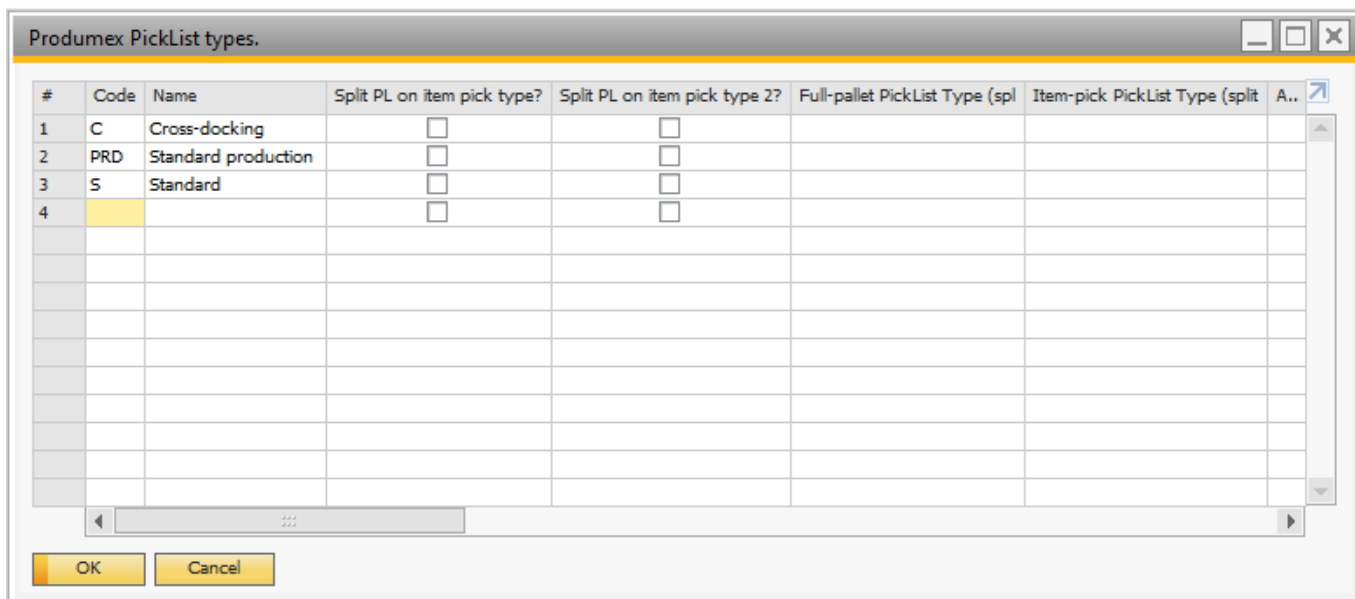 Produmex PickList types.
# Code Name Split PL on item pick type? Split PL on item pick type 2? Full-pallet PickList Type (spl Item-pick PickList Type (split A..
1 C Cross-docking
2 PRD Standard production
3 S Standard
4
OK Cancel